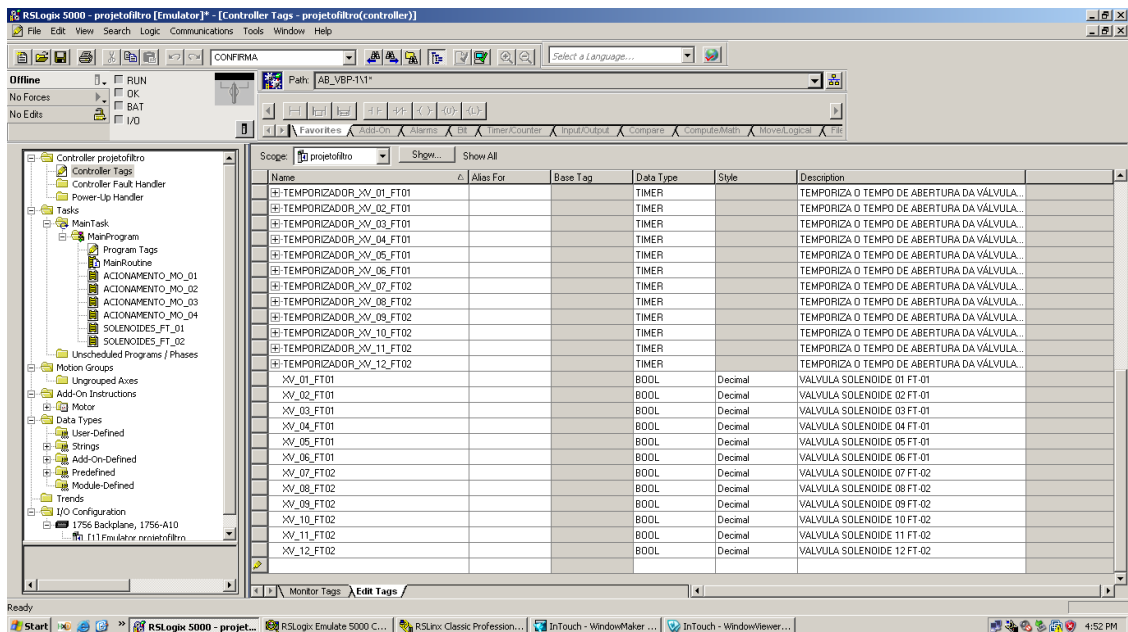 RSLogix 5000 - projetofiltro [Emulator]* - [Controller Tags - projetofiltro(controller)]
File Edit View Search Logic Communications Tools Window Help
CONFIRMA
Select a Language...
Offline
RUN
No Forces
OK
BAT
No Edits
I/O
Path: AB_VBP-1\1*
Favorites Add-On Alarms Bit Timer/Counter Input/Output Compare Compute/Math Move/Logical File
Controller projetofiltro
Controller Tags
Controller Fault Handler
Power-Up Handler
Tasks
MainTask
MainProgram
Program Tags
MainRoutine
ACIONAMENTO_MO_01
ACIONAMENTO_MO_02
ACIONAMENTO_MO_03
ACIONAMENTO_MO_04
SOLENOIDES_FT_01
SOLENOIDES_FT_02
Unscheduled Programs / Phases
Motion Groups
Ungrouped Axes
Add-On Instructions
Motor
Data Types
User-Defined
Strings
Add-On-Defined
Predefined
Module-Defined
Trends
I/O Configuration
1756 Backplane, 1756-A10
[1] Emulator projetofiltro
Scope: projetofiltro Show... Show All
Name Alias For Base Tag Data Type Style Description
TEMPORIZADOR_XV_01_FT01 TIMER TEMPORIZA O TEMPO DE ABERTURA DA VÁLVULA...
TEMPORIZADOR_XV_02_FT01 TIMER TEMPORIZA O TEMPO DE ABERTURA DA VÁLVULA...
TEMPORIZADOR_XV_03_FT01 TIMER TEMPORIZA O TEMPO DE ABERTURA DA VÁLVULA...
TEMPORIZADOR_XV_04_FT01 TIMER TEMPORIZA O TEMPO DE ABERTURA DA VÁLVULA...
TEMPORIZADOR_XV_05_FT01 TIMER TEMPORIZA O TEMPO DE ABERTURA DA VÁLVULA...
TEMPORIZADOR_XV_06_FT01 TIMER TEMPORIZA O TEMPO DE ABERTURA DA VÁLVULA...
TEMPORIZADOR_XV_07_FT02 TIMER TEMPORIZA O TEMPO DE ABERTURA DA VÁLVULA...
TEMPORIZADOR_XV_08_FT02 TIMER TEMPORIZA O TEMPO DE ABERTURA DA VÁLVULA...
TEMPORIZADOR_XV_09_FT02 TIMER TEMPORIZA O TEMPO DE ABERTURA DA VÁLVULA...
TEMPORIZADOR_XV_10_FT02 TIMER TEMPORIZA O TEMPO DE ABERTURA DA VÁLVULA...
TEMPORIZADOR_XV_11_FT02 TIMER TEMPORIZA O TEMPO DE ABERTURA DA VÁLVULA...
TEMPORIZADOR_XV_12_FT02 TIMER TEMPORIZA O TEMPO DE ABERTURA DA VÁLVULA...
XV_01_FT01 BOOL Decimal VALVULA SOLENOIDE 01 FT-01
XV_02_FT01 BOOL Decimal VALVULA SOLENOIDE 02 FT-01
XV_03_FT01 BOOL Decimal VALVULA SOLENOIDE 03 FT-01
XV_04_FT01 BOOL Decimal VALVULA SOLENOIDE 04 FT-01
XV_05_FT01 BOOL Decimal VALVULA SOLENOIDE 05 FT-01
XV_06_FT01 BOOL Decimal VALVULA SOLENOIDE 06 FT-01
XV_07_FT02 BOOL Decimal VALVULA SOLENOIDE 07 FT-02
XV_08_FT02 BOOL Decimal VALVULA SOLENOIDE 08 FT-02
XV_09_FT02 BOOL Decimal VALVULA SOLENOIDE 09 FT-02
XV_10_FT02 BOOL Decimal VALVULA SOLENOIDE 10 FT-02
XV_11_FT02 BOOL Decimal VALVULA SOLENOIDE 11 FT-02
XV_12_FT02 BOOL Decimal VALVULA SOLENOIDE 12 FT-02
Monitor Tags Edit Tags
Ready
Start RSLogix 5000 - projet... RSLogix Emulate 5000 C... RSLinx Classic Profession... InTouch - WindowMaker ... InTouch - WindowViewer... 4:52 PM